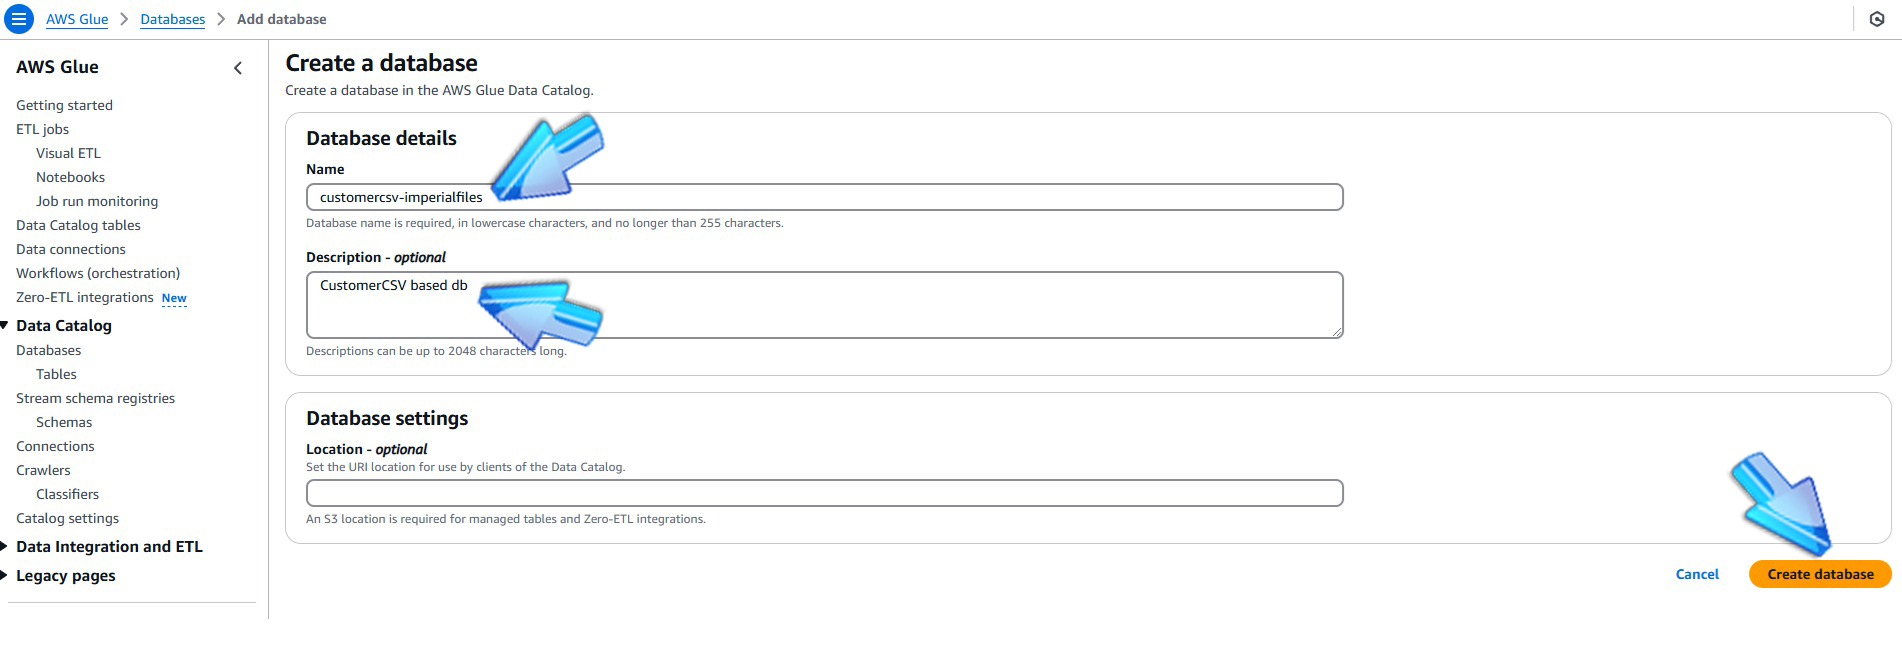 AWS Glue > Databases > Add database
AWS Glue
Getting started
ETL jobs
Visual ETL
Notebooks
Job run monitoring
Data Catalog tables
Data connections
Workflows (orchestration)
Zero-ETL integrations New
Data Catalog
Databases
Tables
Stream schema registries
Schemas
Connections
Crawlers
Classifiers
Catalog settings
Data Integration and ETL
Legacy pages
Create a database
Create a database in the AWS Glue Data Catalog.
Database details
Name
customercsv-imperialfiles
Database name is required, in lowercase characters, and no longer than 255 characters.
Description - optional
CustomerCSV based db
Descriptions can be up to 2048 characters long.
Database settings
Location - optional
Set the URI location for use by clients of the Data Catalog.
An S3 location is required for managed tables and Zero-ETL integrations.
Cancel
Create database